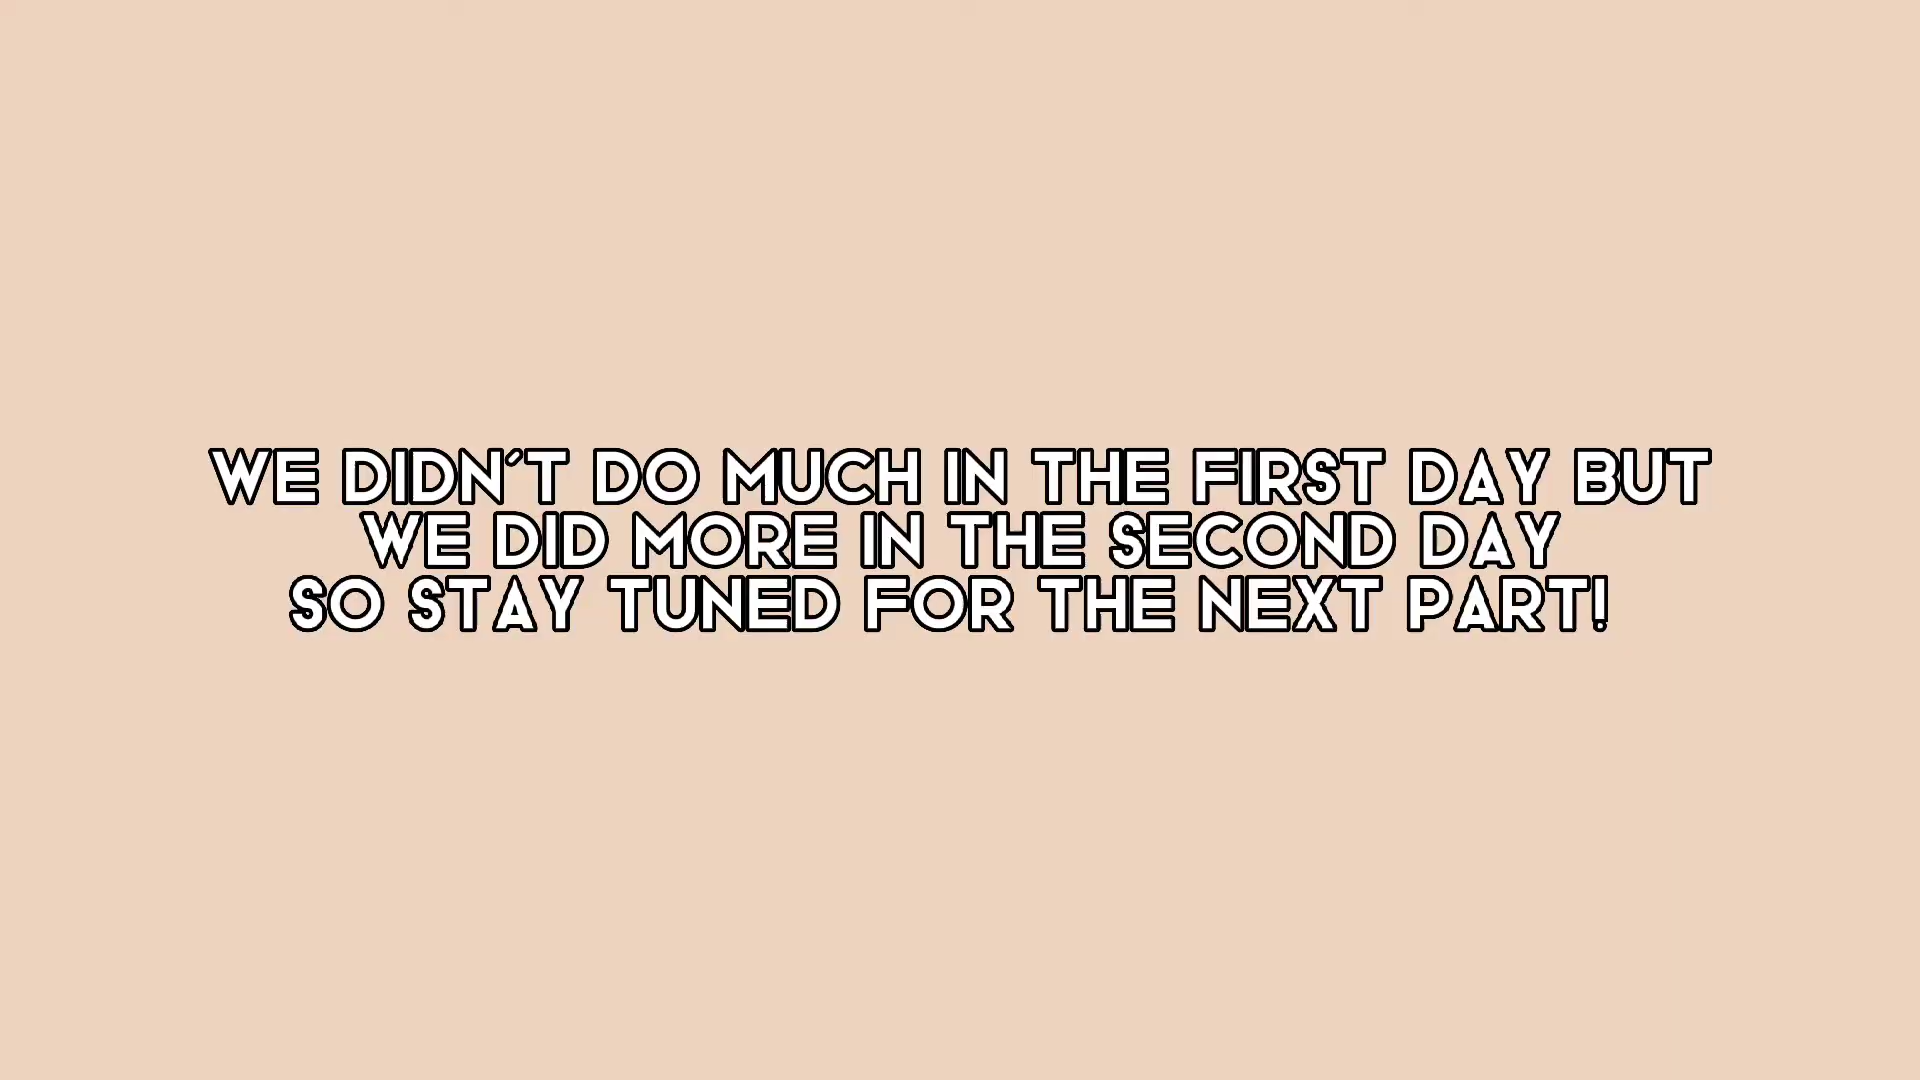 WE DIDN´T DO MUCH IN THE FIRST DAY BUT
WE DID MORE IN THE SECOND DAY
SO STAY TUNED FOR THE NEXT PART!